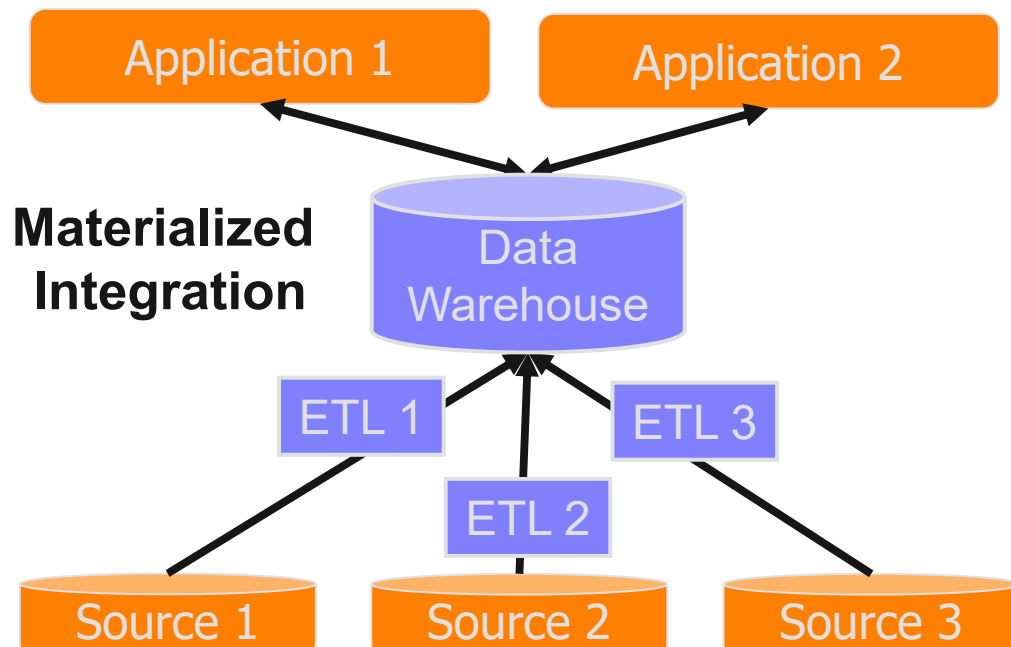 Application 1
Application 2
Materialized
Integration
Data
Warehouse
ETL 1
ETL 3
ETL 2
Source 1
Source 2
Source 3